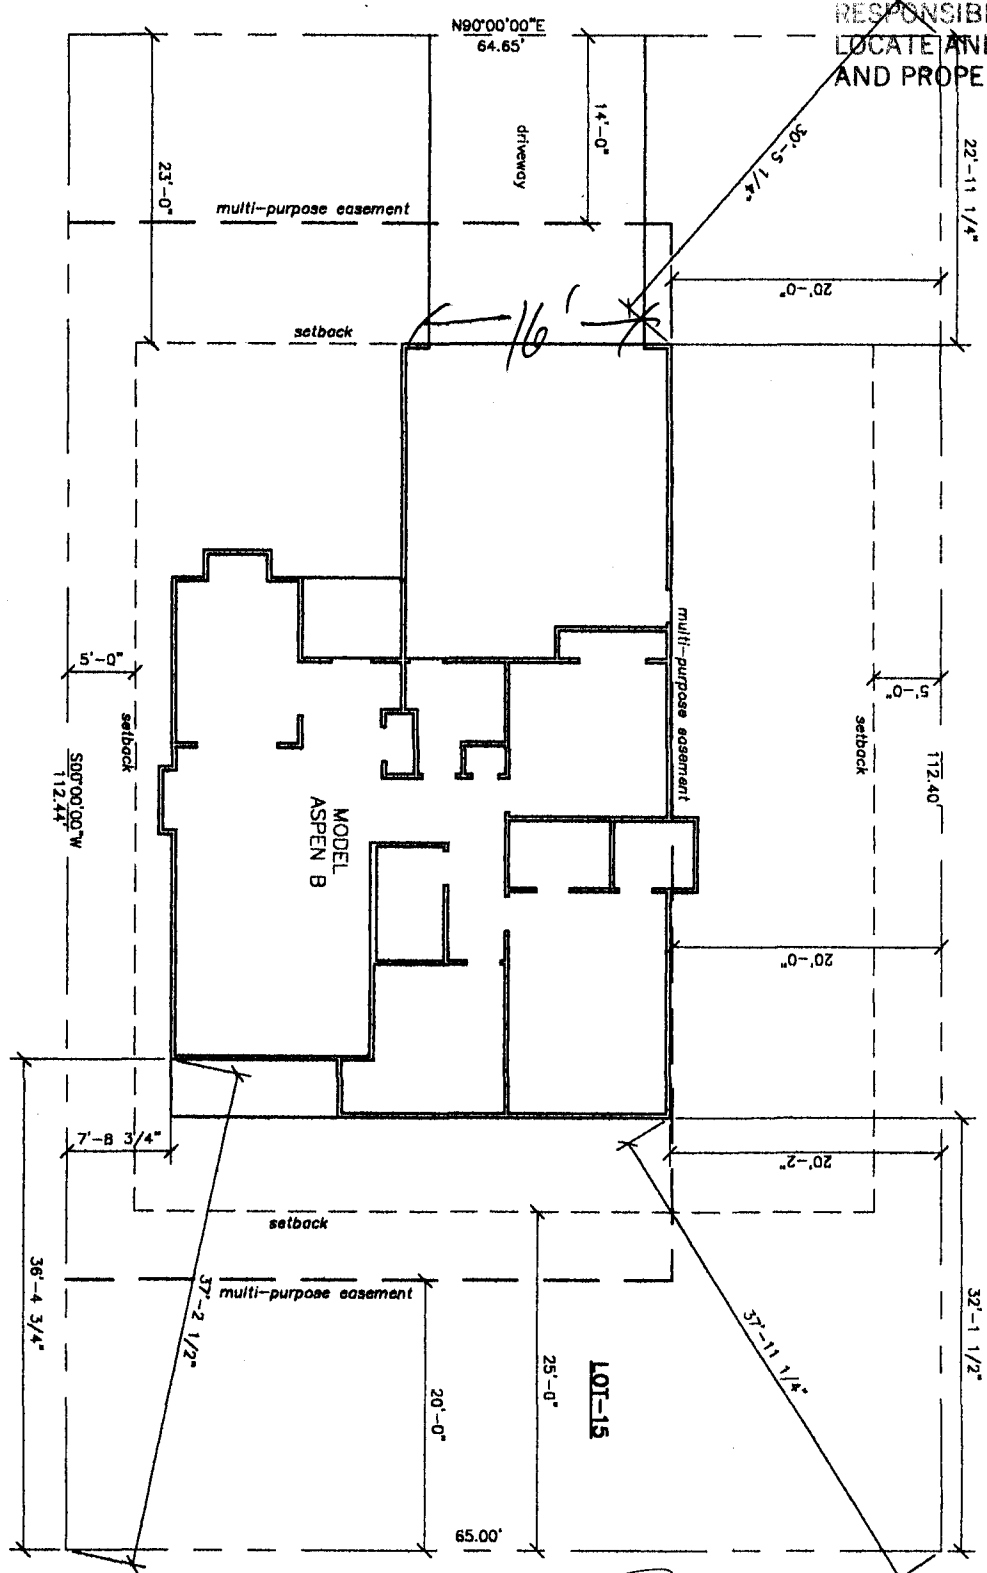 RESPONSIBI
LOCATE AND
AND PROPE
N90°00'00"E
64.65'
14'-0"
driveway
30'-5 1/4"
22'-11 1/4"
23'-0"
multi-purpose easement
20'-0"
setback
16'
multi-purpose easement
5'-0"
5'-0"
setback
setback
S00°00'00"W
112.44'
112.40'
MODEL
ASPEN B
20'-0"
7'-8 3/4"
20'-2"
setback
36'-4 3/4"
37'-2 1/2"
multi-purpose easement
32'-1 1/2"
37'-11 1/4"
25'-0"
LOT-15
20'-0"
65.00'